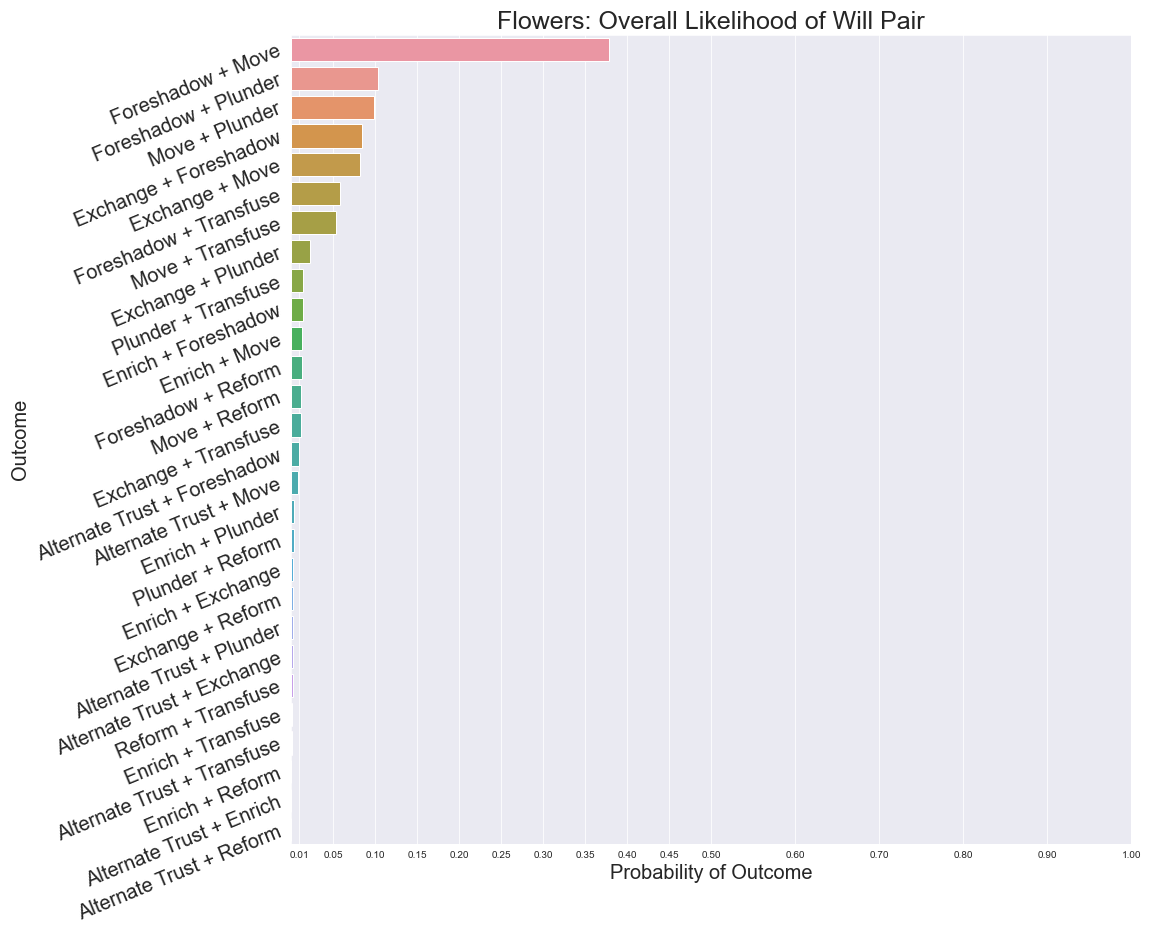 Flowers: Overall Likelihood of Will Pair
Foreshadow + Move
Foreshadow + Plunder
Move + Plunder
Exchange + Foreshadow
Exchange + Move
Foreshadow + Transfuse
Move + Transfuse
Exchange + Plunder
Plunder + Transfuse
Enrich + Foreshadow
Enrich + Move
Foreshadow + Reform
Move + Reform
Exchange + Transfuse
Alternate Trust + Foreshadow
Alternate Trust + Move
Enrich + Plunder
Plunder + Reform
Enrich + Exchange
Exchange + Reform
Alternate Trust + Plunder
Alternate Trust + Exchange
Reform + Transfuse
Enrich + Transfuse
Alternate Trust + Transfuse
Enrich + Reform
Alternate Trust + Enrich
Alternate Trust + Reform
Outcome
0.01 0.05 0.10 0.15 0.20 0.25 0.30 0.35 0.40 0.45 0.50 0.60 0.70 0.80 0.90 1.00
Probability of Outcome